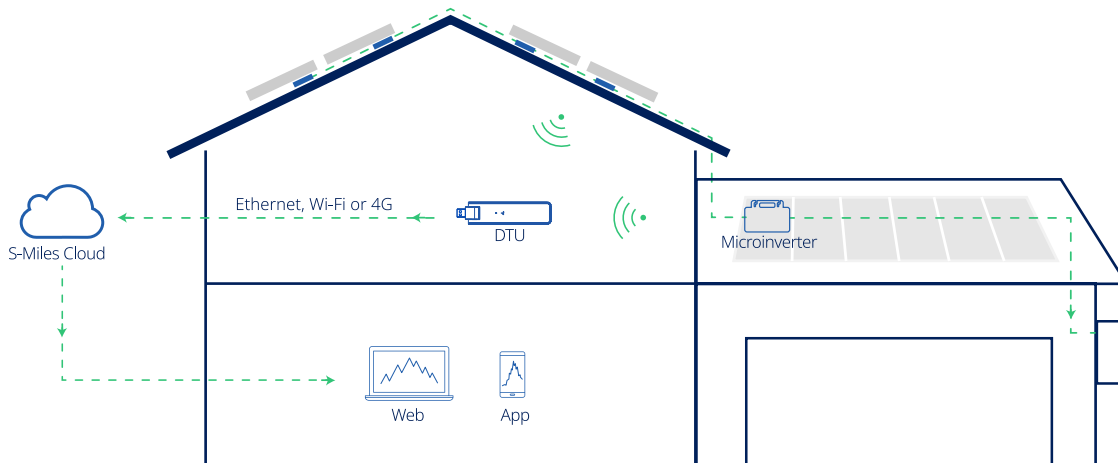 Ethernet, Wi-Fi or 4G
DTU
Microinverter
S-Miles Cloud
Web
App